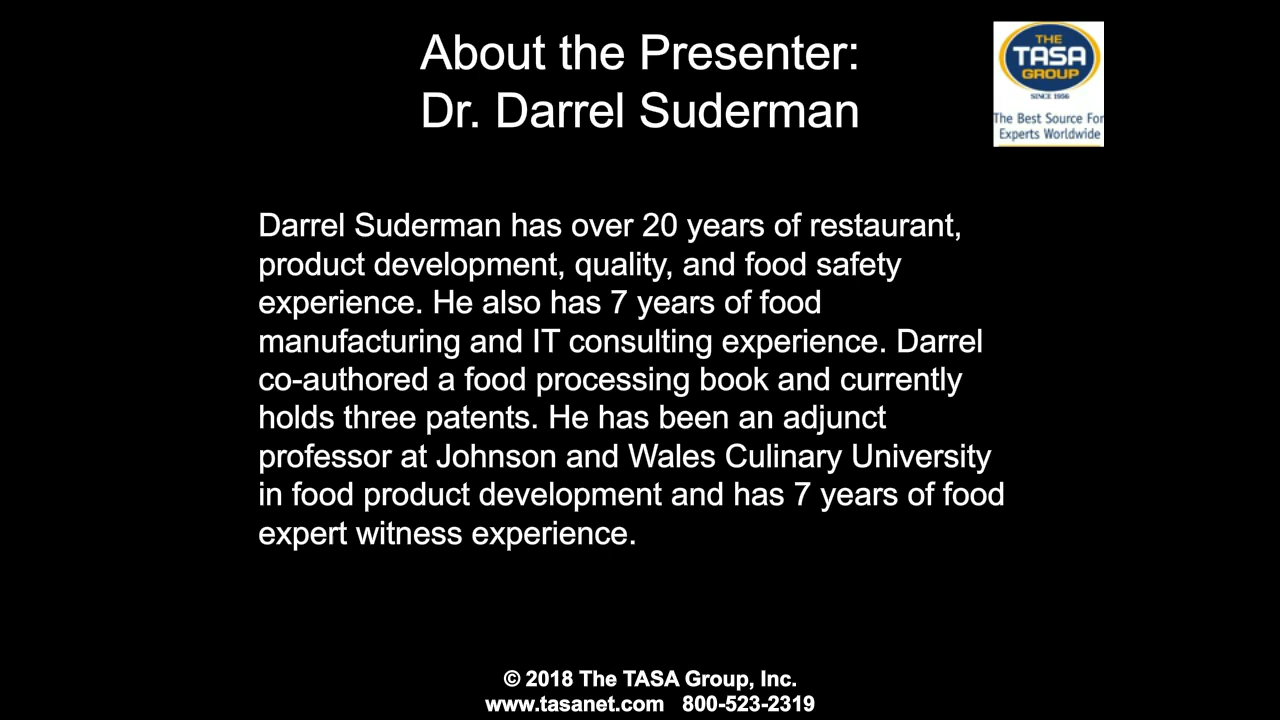 About the Presenter:
Dr. Darrel Suderman
THE
TASA
GROUP
SINCE 1956
The Best Source For
Experts Worldwide
Darrel Suderman has over 20 years of restaurant,
product development, quality, and food safety
experience. He also has 7 years of food
manufacturing and IT consulting experience. Darrel
co-authored a food processing book and currently
holds three patents. He has been an adjunct
professor at Johnson and Wales Culinary University
in food product development and has 7 years of food
expert witness experience.
© 2018 The TASA Group, Inc.
www.tasanet.com 800-523-2319